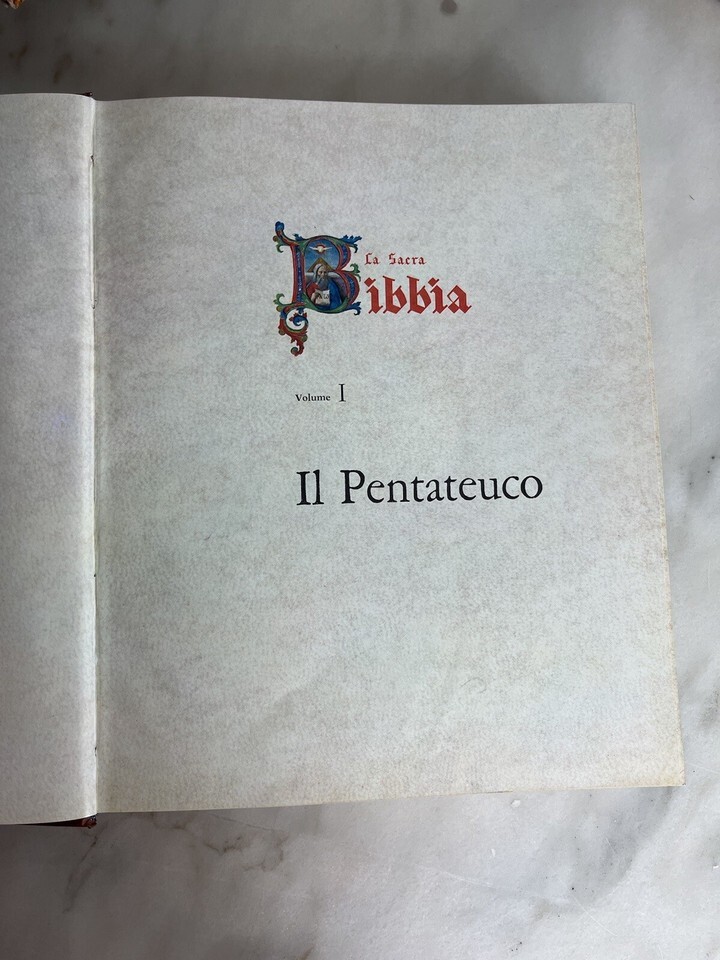 La Sacra
Bibbia
Volume I
Il Pentateuco